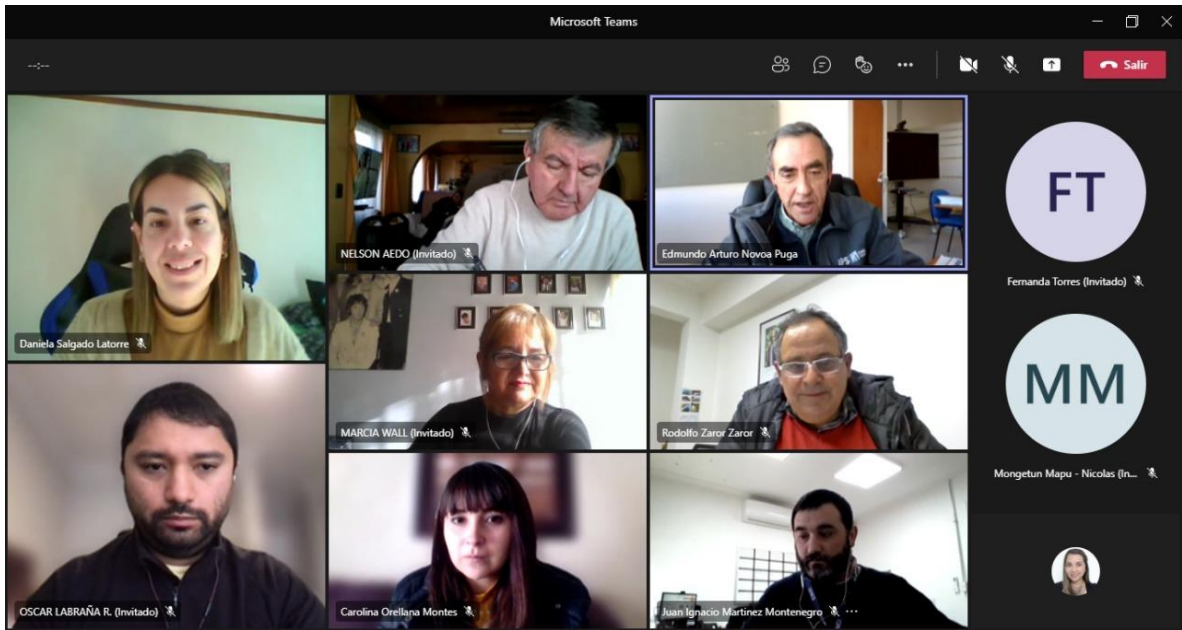 Microsoft Teams
--:--
Salir
Daniela Salgado Latorre
NELSON AEDO (Invitado)
Edmundo Arturo Novoa Puga
FT
Fernanda Torres (Invitado)
MARCIA WALL (Invitado)
Rodolfo Zaror Zaror
MM
Mongetun Mapu - Nicolas (In...
OSCAR LABRAÑA R. (Invitado)
Carolina Orellana Montes
Juan Ignacio Martinez Montenegro